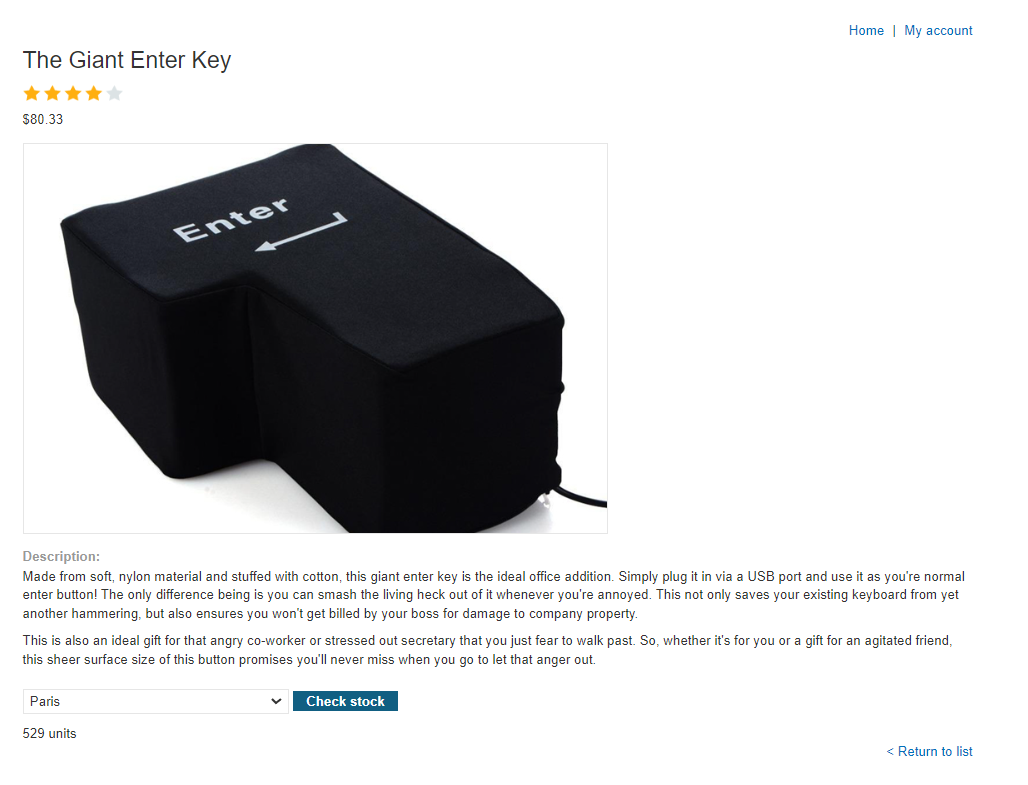 Home | My account
The Giant Enter Key
$80.33
Enter
Description:
Made from soft, nylon material and stuffed with cotton, this giant enter key is the ideal office addition. Simply plug it in via a USB port and use it as you're normal
enter button! The only difference being is you can smash the living heck out of it whenever you're annoyed. This not only saves your existing keyboard from yet
another hammering, but also ensures you won't get billed by your boss for damage to company property.
This is also an ideal gift for that angry co-worker or stressed out secretary that you just fear to walk past. So, whether it's for you or a gift for an agitated friend,
this sheer surface size of this button promises you'll never miss when you go to let that anger out.
Paris Check stock
529 units
< Return to list